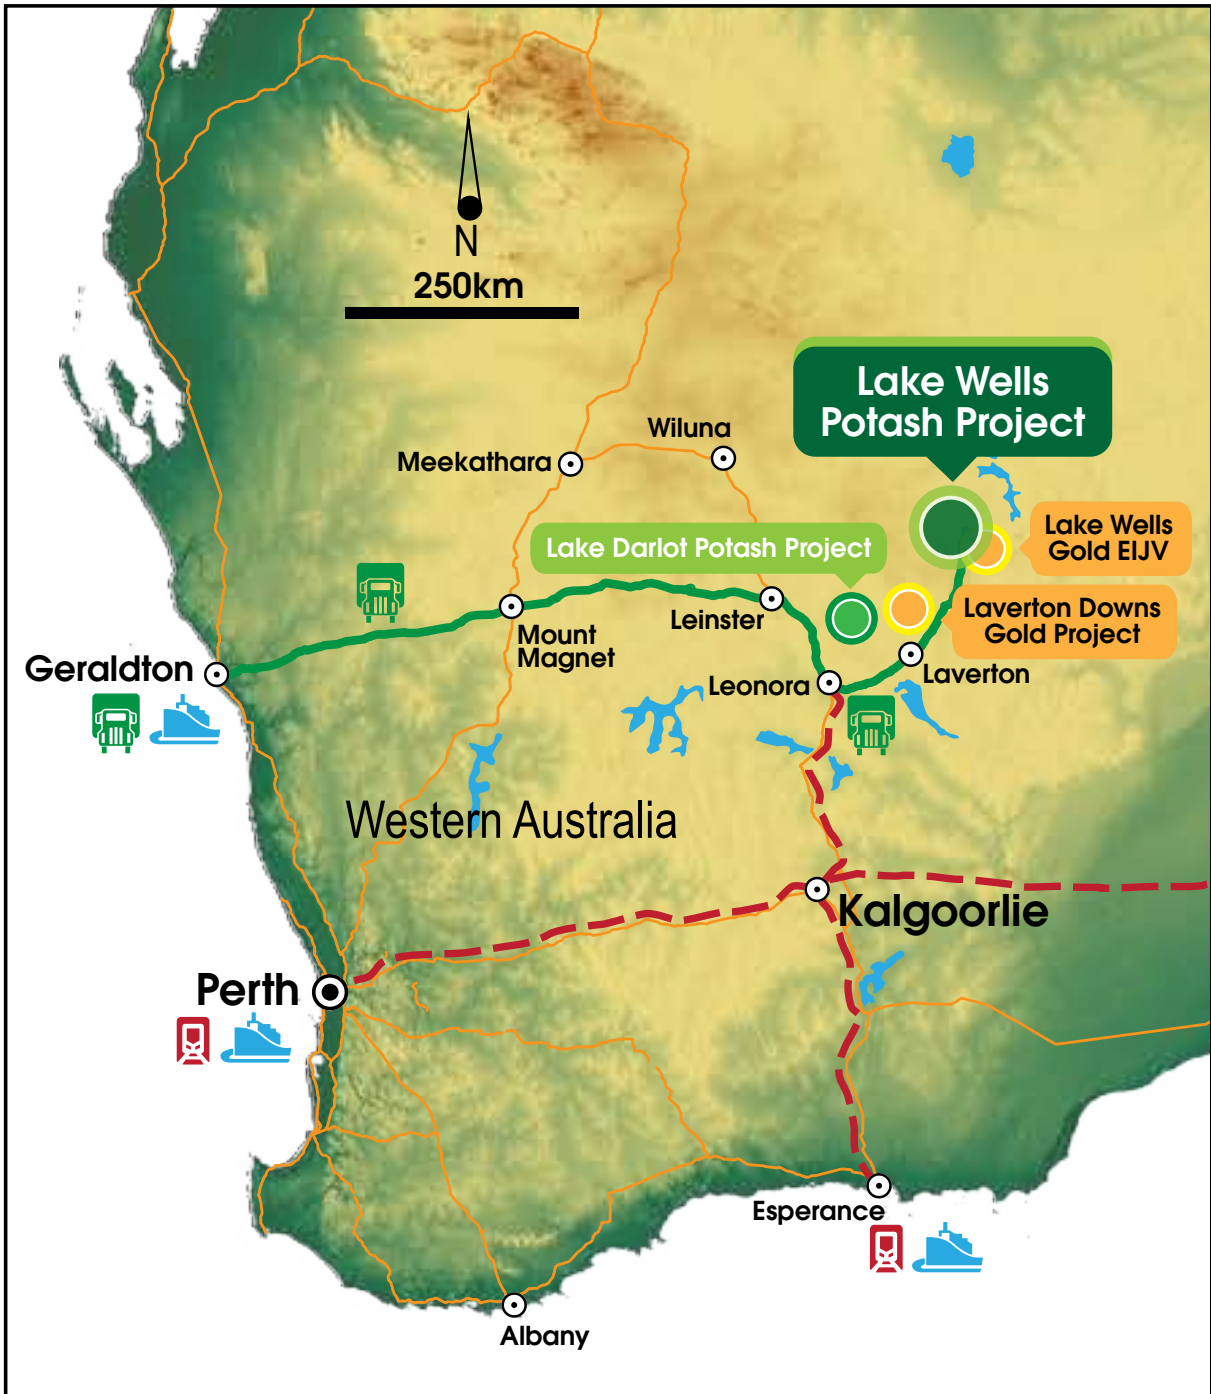 N
250km
Lake Wells
Potash Project
Wiluna
Meekathara
Lake Wells
Gold EIJV
Lake Darlot Potash Project
Laverton Downs
Gold Project
Leinster
Mount
Magnet
Geraldton
Laverton
Leonora
Western Australia
Kalgoorlie
Perth
Esperance
Albany